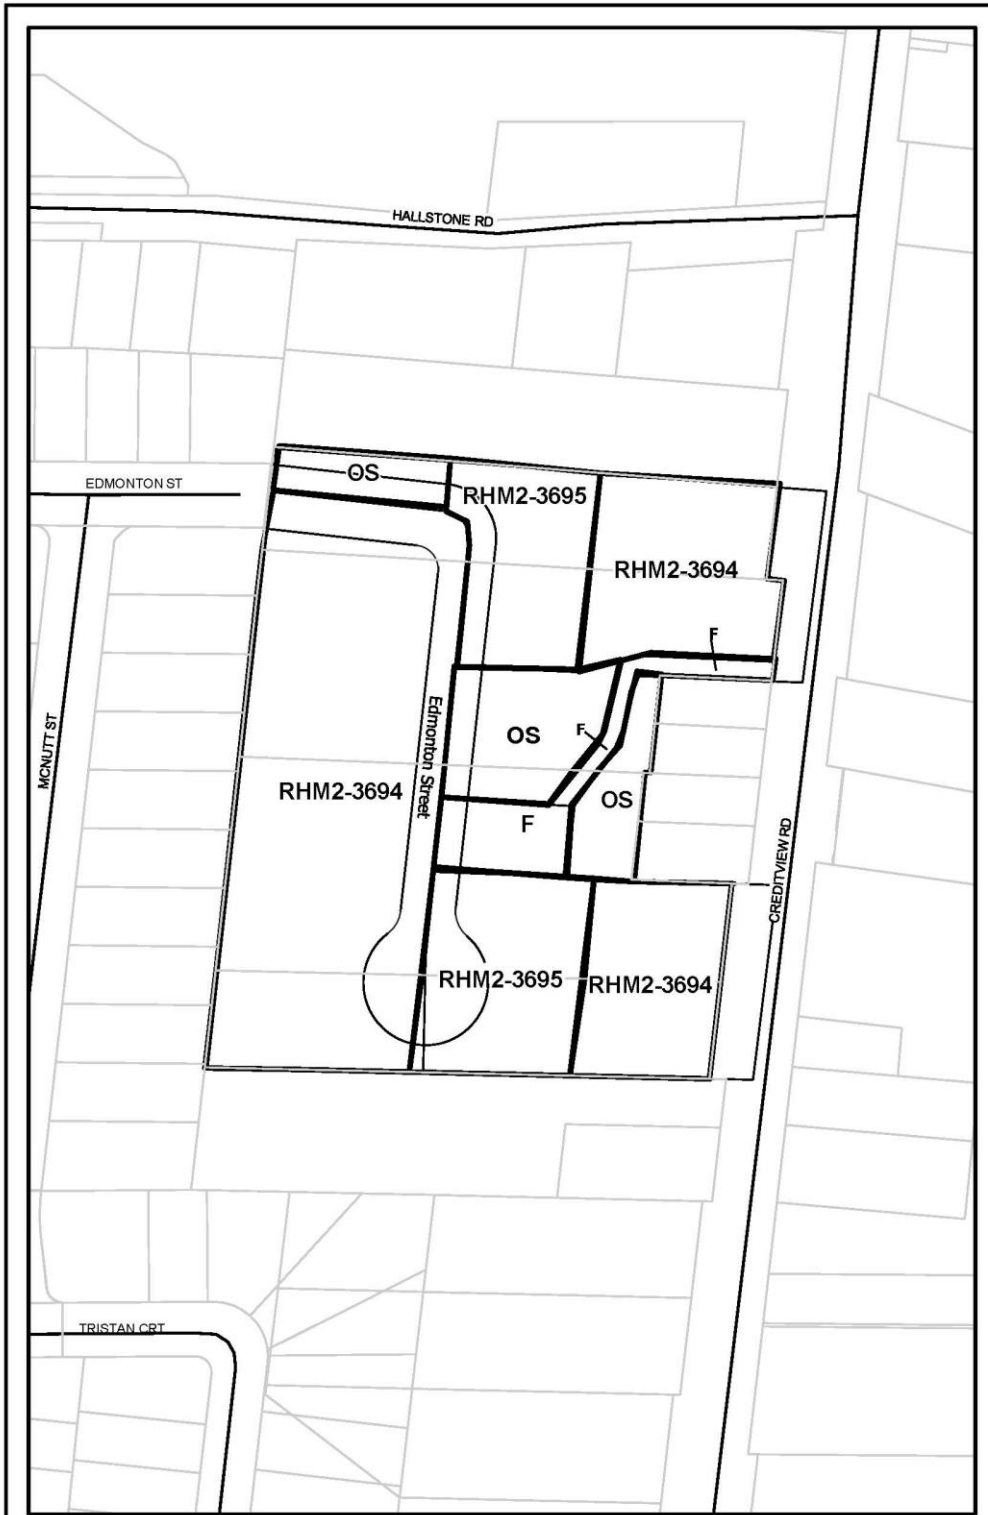 HALLSTONE RD
OS
EDMONTON ST
RHM2-3695
RHM2-3694
F
Edmonton Street
OS
F
MCNUTT ST
RHM2-3694
OS
F
CREDITVIEW RD
RHM2-3695
RHM2-3694
TRISTAN CRT